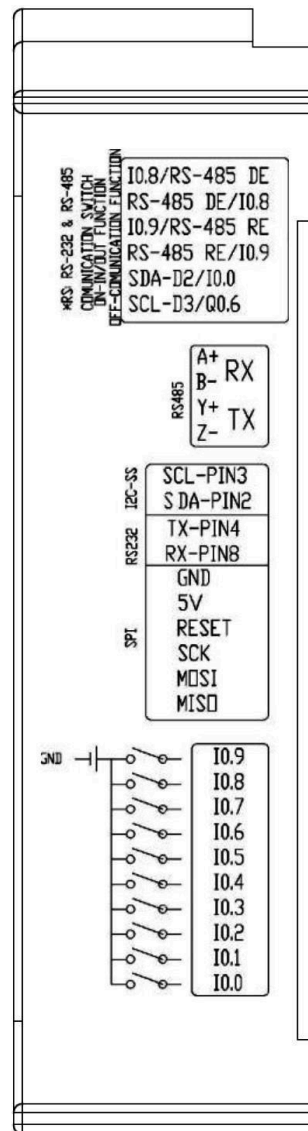 *RS: RS-232 & RS-485
COMUNICATION SWITCH
ON-IN/OUT FUNCTION
OFF-COMUNICATION FUNCTION
I0.8/RS-485 DE
RS-485 DE/I0.8
I0.9/RS-485 RE
RS-485 RE/I0.9
SDA-D2/I0.0
SCL-D3/Q0.6
RS485
A+
B-
RX
Y+
Z-
TX
I2C-SS
SCL-PIN3
SDA-PIN2
RS232
TX-PIN4
RX-PIN8
SPI
GND
5V
RESET
SCK
MOSI
MISO
GND
I0.9
I0.8
I0.7
I0.6
I0.5
I0.4
I0.3
I0.2
I0.1
I0.0